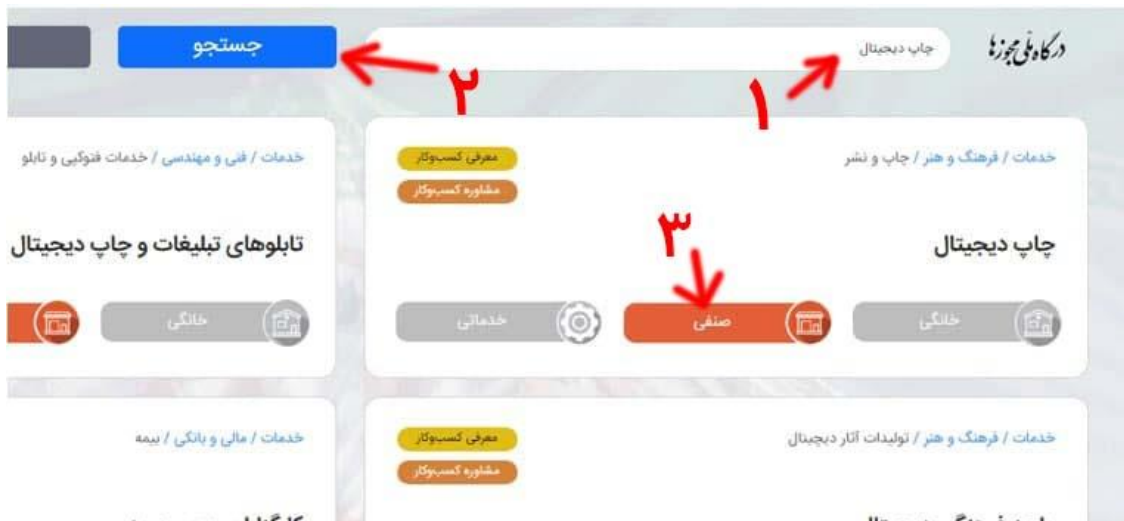 درگاه ملی مجوزها
چاپ دیجیتال
جستجو
۱
۲
خدمات / فرهنگ و هنر / چاپ و نشر
معرفی کسب‌وکار
مشاوره کسب‌وکار
چاپ دیجیتال
۳
خانگی
صنفی
خدماتی
خدمات / فنی و مهندسی / خدمات فتوکپی و تابلو
تابلوهای تبلیغات و چاپ دیجیتال
خانگی
خدمات / فرهنگ و هنر / تولیدات آثار دیجیتال
معرفی کسب‌وکار
مشاوره کسب‌وکار
خدمات / مالی و بانکی / بیمه